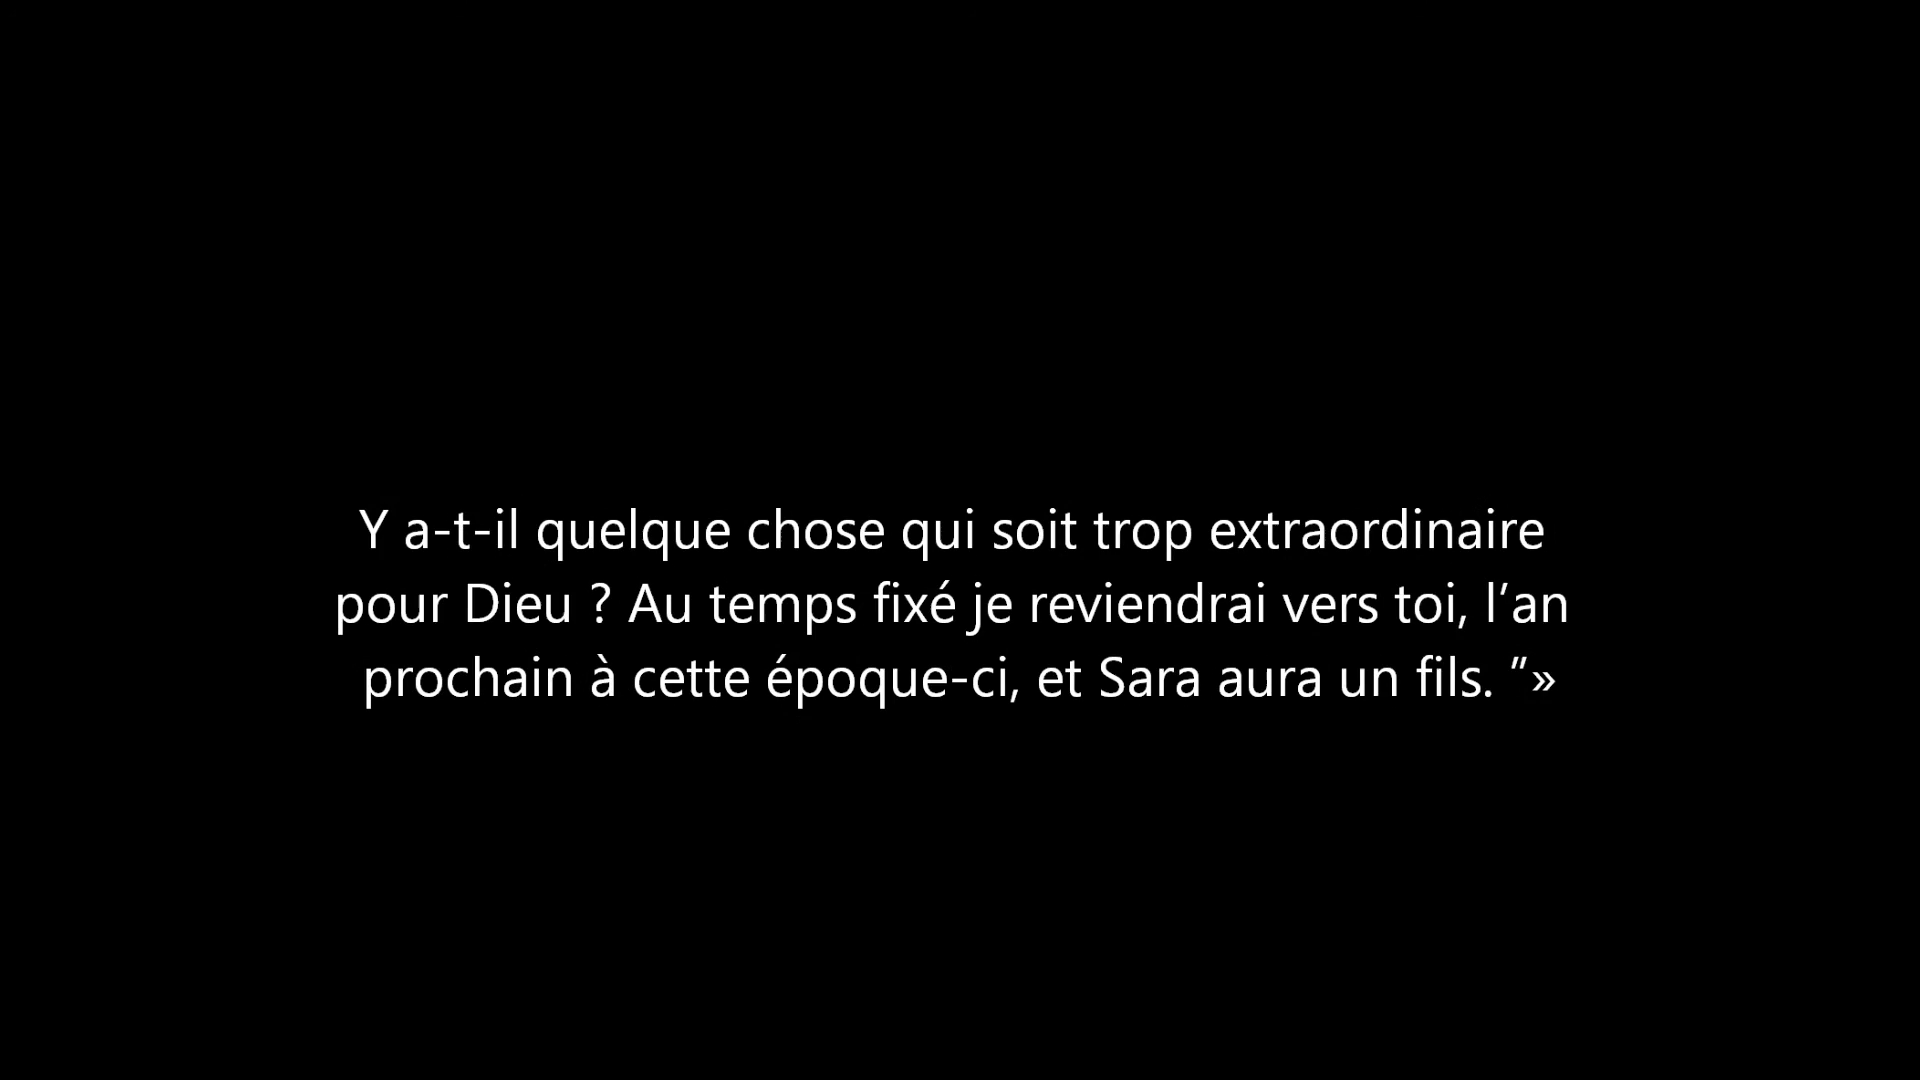 Y a-t-il quelque chose qui soit trop extraordinaire
pour Dieu ? Au temps fixé je reviendrai vers toi, l’an
prochain à cette époque-ci, et Sara aura un fils. ”»